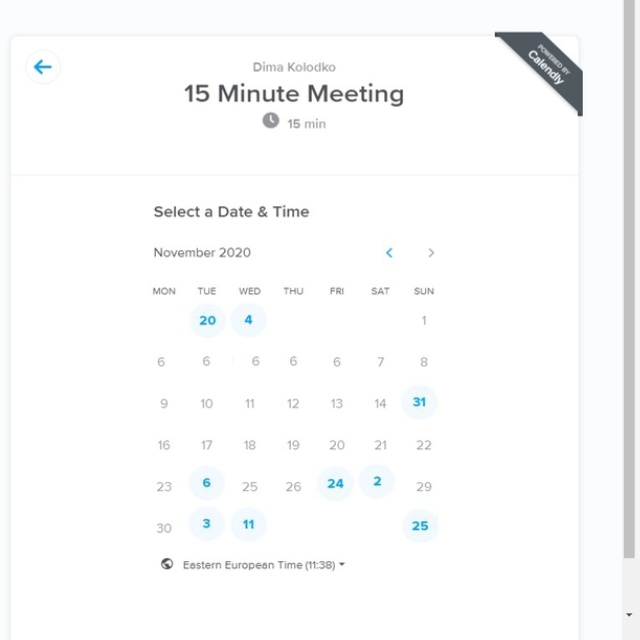 POWERED BY
Calendly
Dima Kolodko
15 Minute Meeting
15 min
Select a Date & Time
November 2020
MON TUE WED THU FRI SAT SUN
20 4 1
6 6 6 6 6 7 8
9 10 11 12 13 14 31
16 17 18 19 20 21 22
23 6 25 26 24 2 29
30 3 11 25
Eastern European Time (11:38)